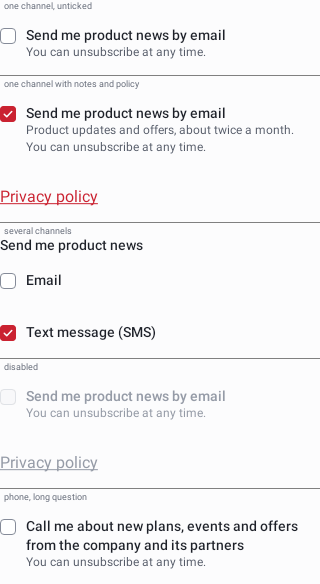 one channel, unticked
Send me product news by email
You can unsubscribe at any time.
one channel with notes and policy
Send me product news by email
Product updates and offers, about twice a month.
You can unsubscribe at any time.
Privacy policy
several channels
Send me product news
Email
Text message (SMS)
disabled
Send me product news by email
You can unsubscribe at any time.
Privacy policy
phone, long question
Call me about new plans, events and offers
from the company and its partners
You can unsubscribe at any time.